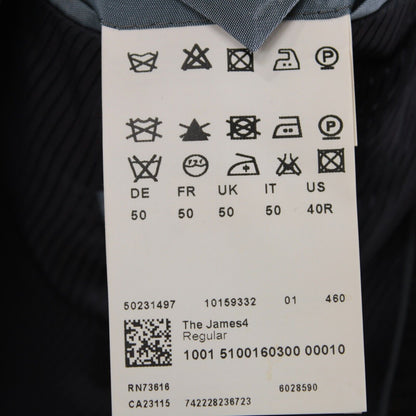 P
P
DE FR UK IT US
50 50 50 50 40R
50231497 10159332 01 460
The James4
Regular
1001 5100160300 00010
RN73616 6028590
CA23115 742228236723